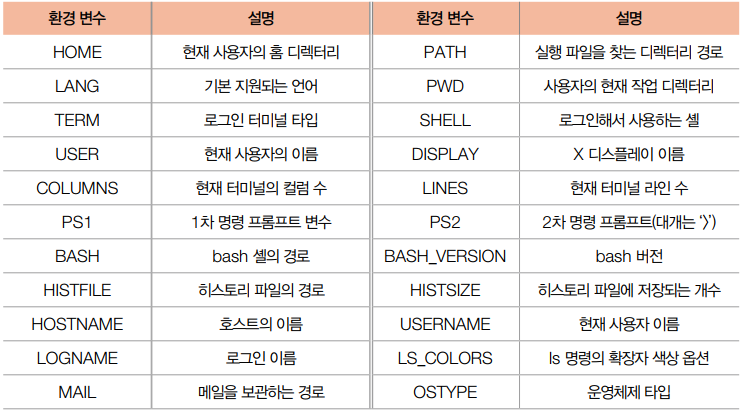 환경 변수 설명 환경 변수 설명
HOME 현재 사용자의 홈 디렉터리 PATH 실행 파일을 찾는 디렉터리 경로
LANG 기본 지원되는 언어 PWD 사용자의 현재 작업 디렉터리
TERM 로그인 터미널 타입 SHELL 로그인해서 사용하는 셸
USER 현재 사용자의 이름 DISPLAY X 디스플레이 이름
COLUMNS 현재 터미널의 컬럼 수 LINES 현재 터미널 라인 수
PS1 1차 명령 프롬프트 변수 PS2 2차 명령 프롬프트(대개는 ‘〉’)
BASH bash 셸의 경로 BASH_VERSION bash 버전
HISTFILE 히스토리 파일의 경로 HISTSIZE 히스토리 파일에 저장되는 개수
HOSTNAME 호스트의 이름 USERNAME 현재 사용자 이름
LOGNAME 로그인 이름 LS_COLORS ls 명령의 확장자 색상 옵션
MAIL 메일을 보관하는 경로 OSTYPE 운영체제 타입